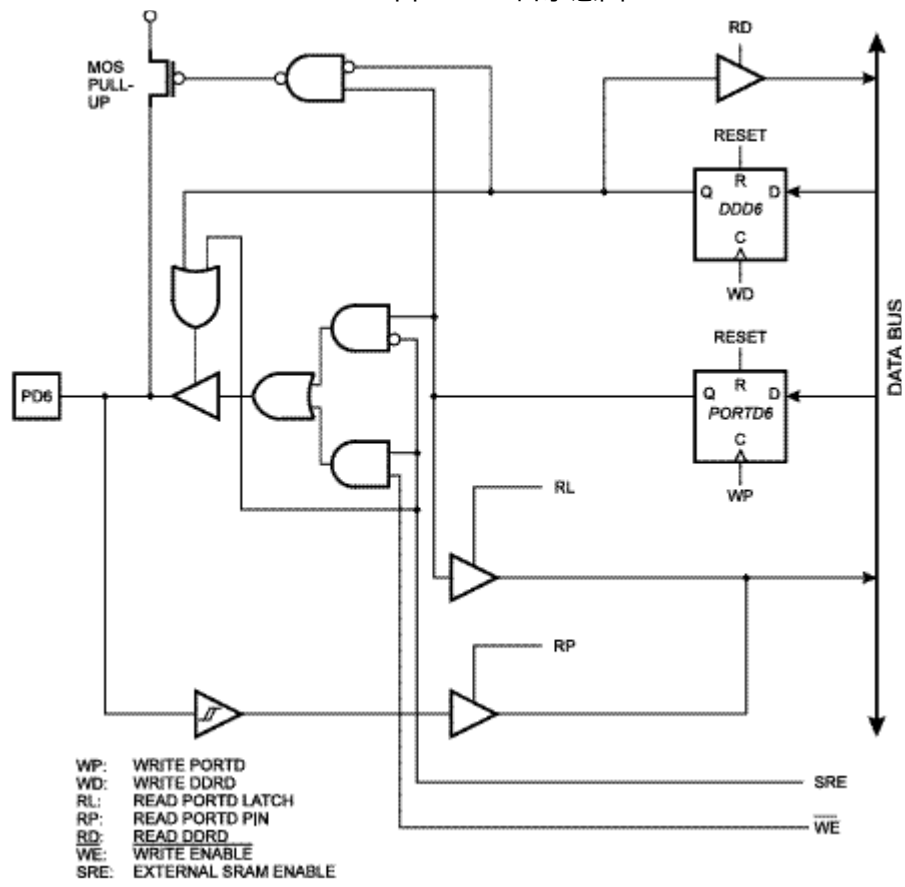 RD
MOS
PULL-
UP
RESET
R
Q
D
DDD6
C
WD
RESET
R
Q
D
PORTD6
C
WP
DATA BUS
PD6
RL
RP
WP: WRITE PORTD
WD: WRITE DDRD
RL: READ PORTD LATCH
RP: READ PORTD PIN
RD: READ DDRD
WE: WRITE ENABLE
SRE: EXTERNAL SRAM ENABLE
SRE
WE